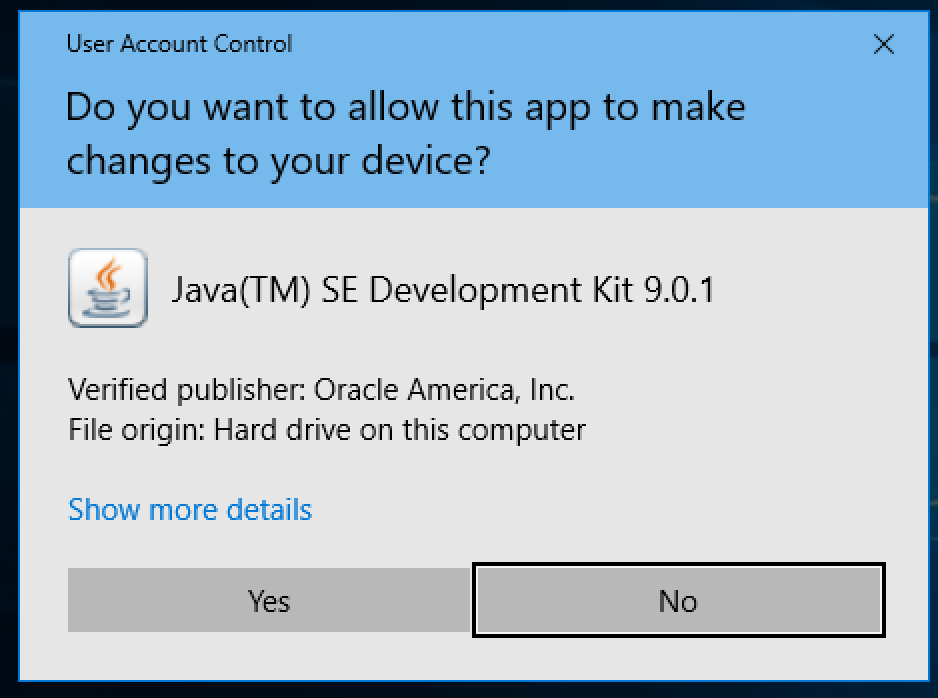 User Account Control
Do you want to allow this app to make
changes to your device?
Java(TM) SE Development Kit 9.0.1
Verified publisher: Oracle America, Inc.
File origin: Hard drive on this computer
Show more details
Yes No